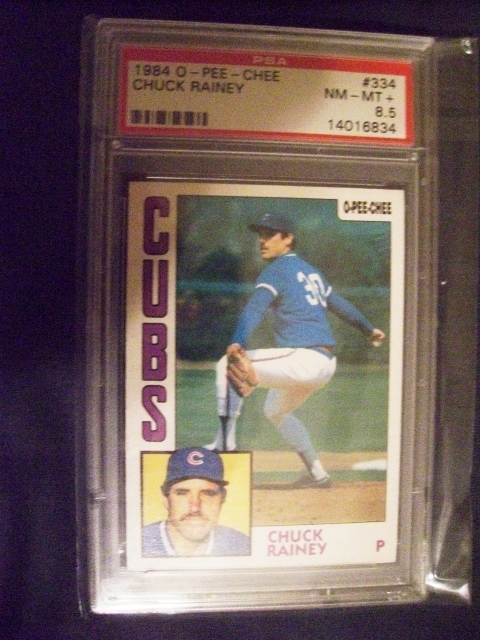 PSA
1984 O-PEE-CHEE #334
CHUCK RAINEY NM-MT+
8.5
14016834
O-PEE-CHEE
CUBS
30
C
CHUCK
RAINEY P